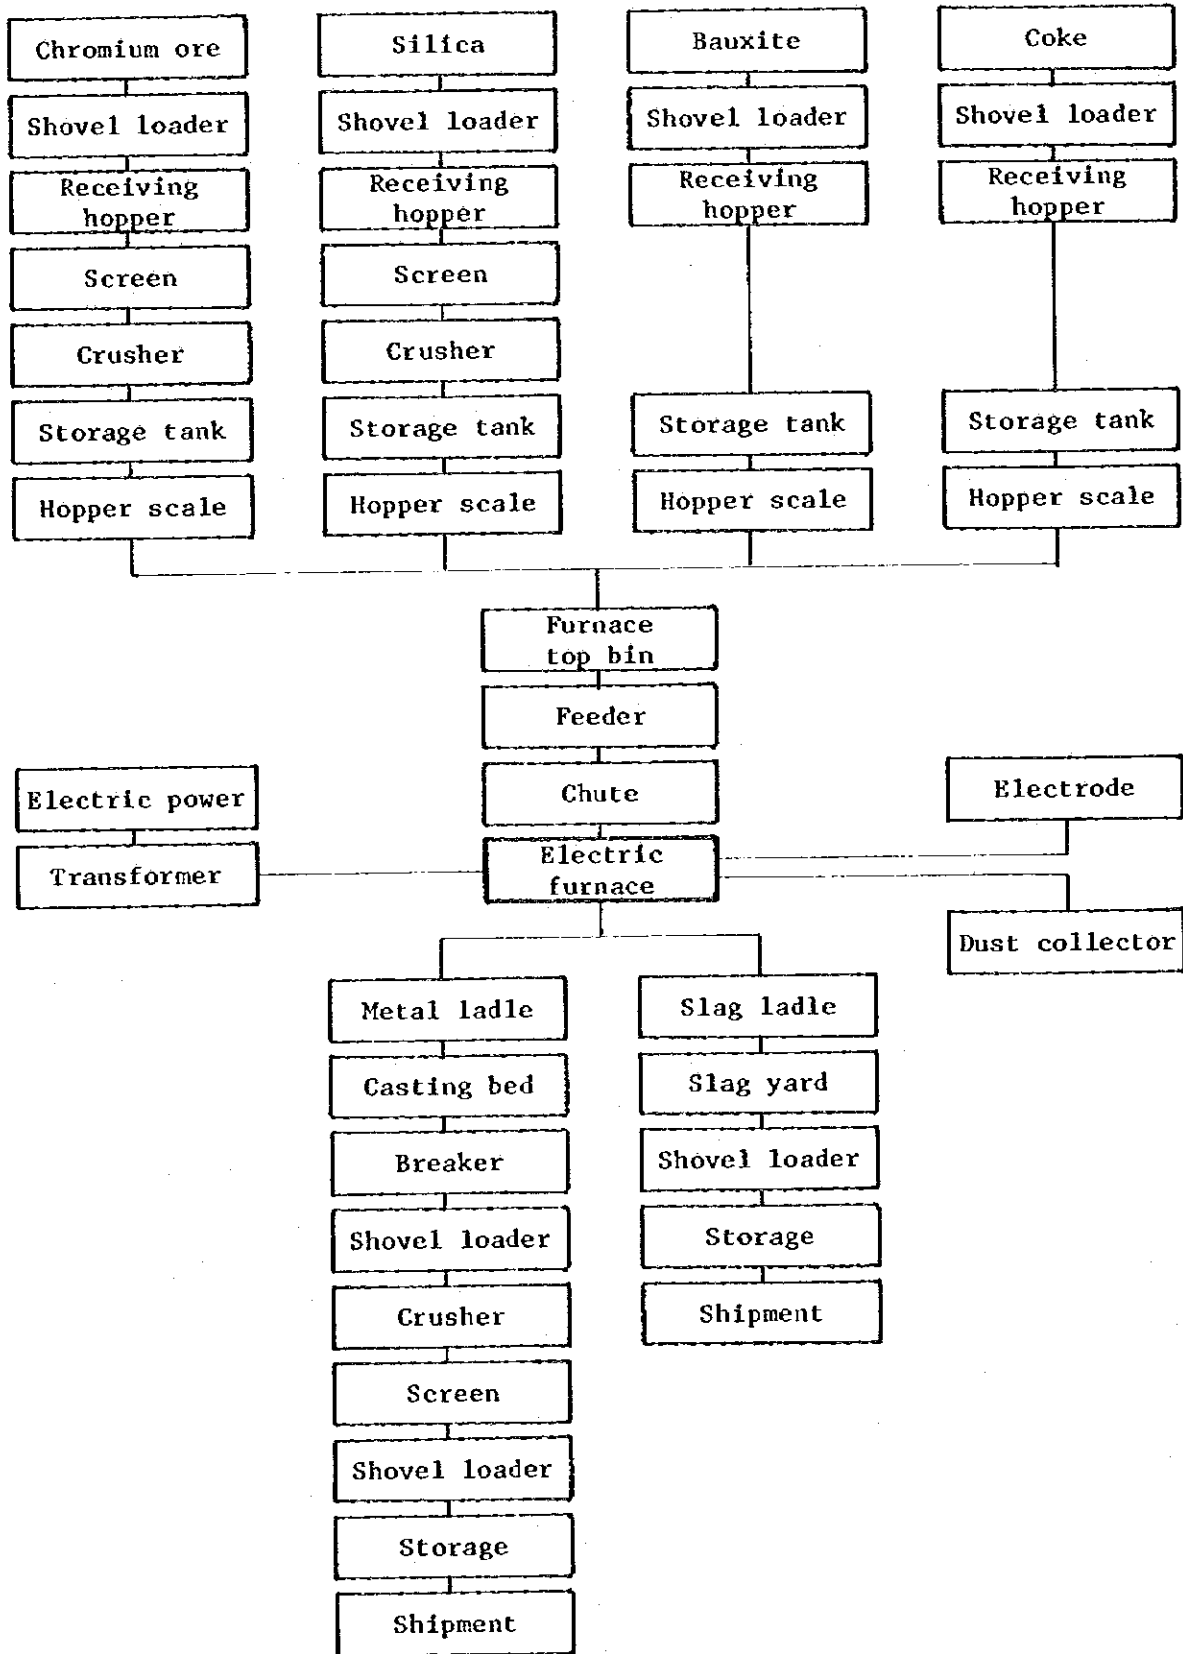 Chromium ore
Shovel loader
Receiving
hopper
Screen
Crusher
Storage tank
Hopper scale
Silica
Shovel loader
Receiving
hopper
Screen
Crusher
Storage tank
Hopper scale
Bauxite
Shovel loader
Receiving
hopper
Storage tank
Hopper scale
Coke
Shovel loader
Receiving
hopper
Storage tank
Hopper scale
Furnace
top bin
Feeder
Chute
Electric power
Transformer
Electric
furnace
Electrode
Dust collector
Metal ladle
Casting bed
Breaker
Shovel loader
Crusher
Screen
Shovel loader
Storage
Shipment
Slag ladle
Slag yard
Shovel loader
Storage
Shipment